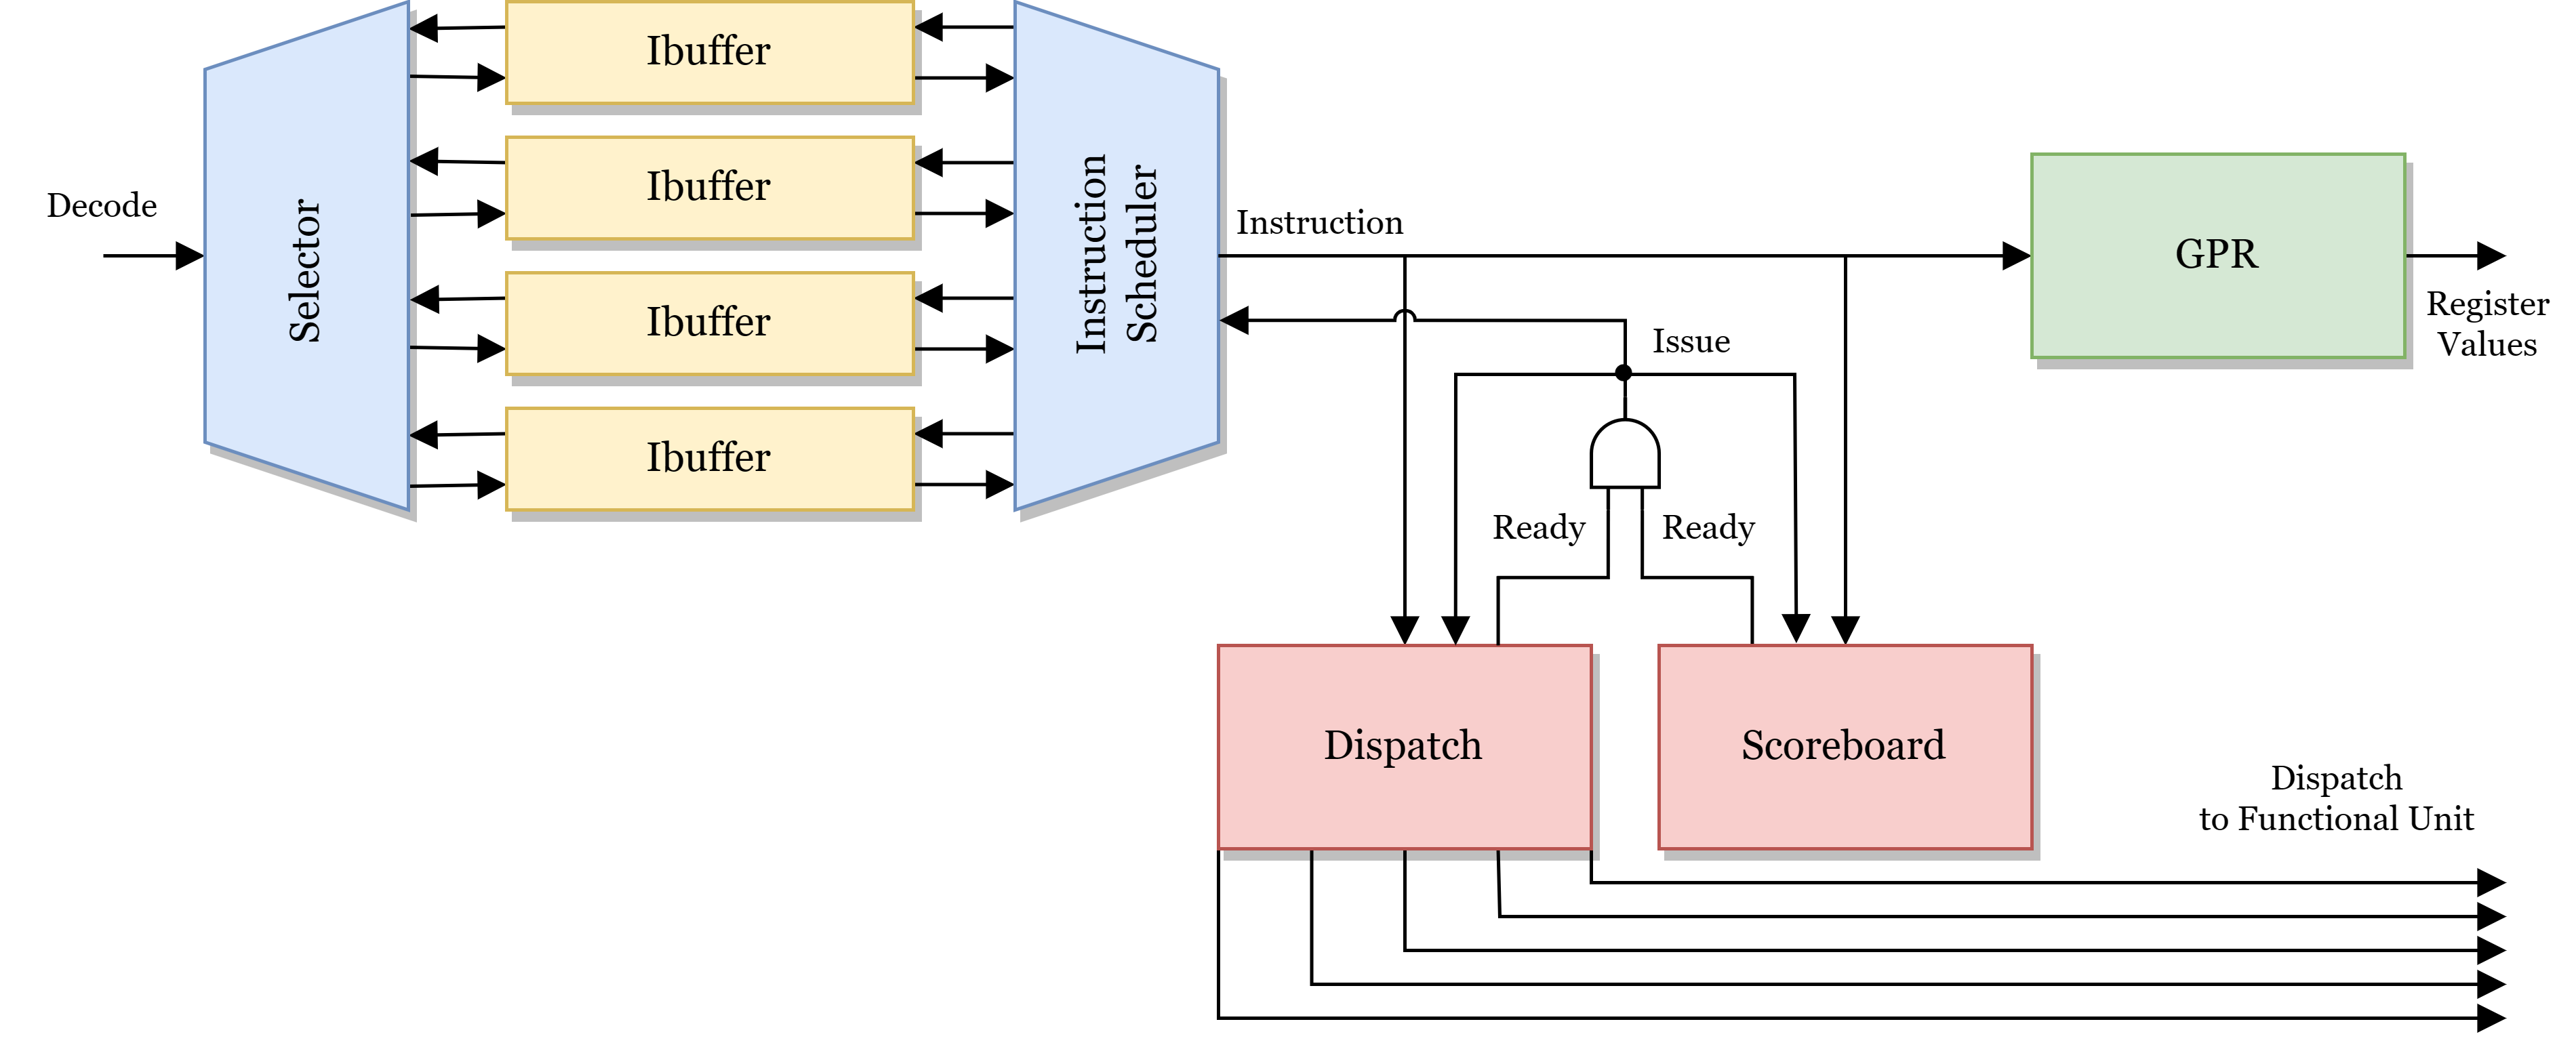 Decode
Selector
Ibuffer
Ibuffer
Ibuffer
Ibuffer
Instruction
Scheduler
Instruction
GPR
Register
Values
Issue
Ready
Ready
Dispatch
Scoreboard
Dispatch
to Functional Unit